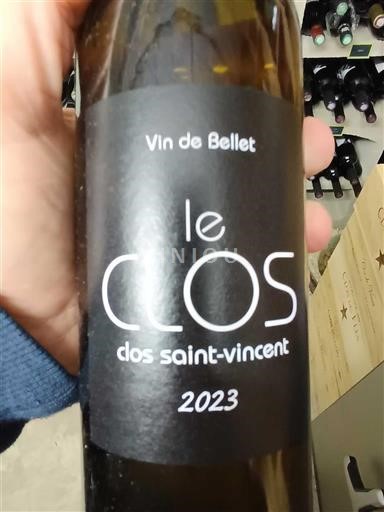 Vin de Bellet
le
CLOS
clos saint-vincent
2023